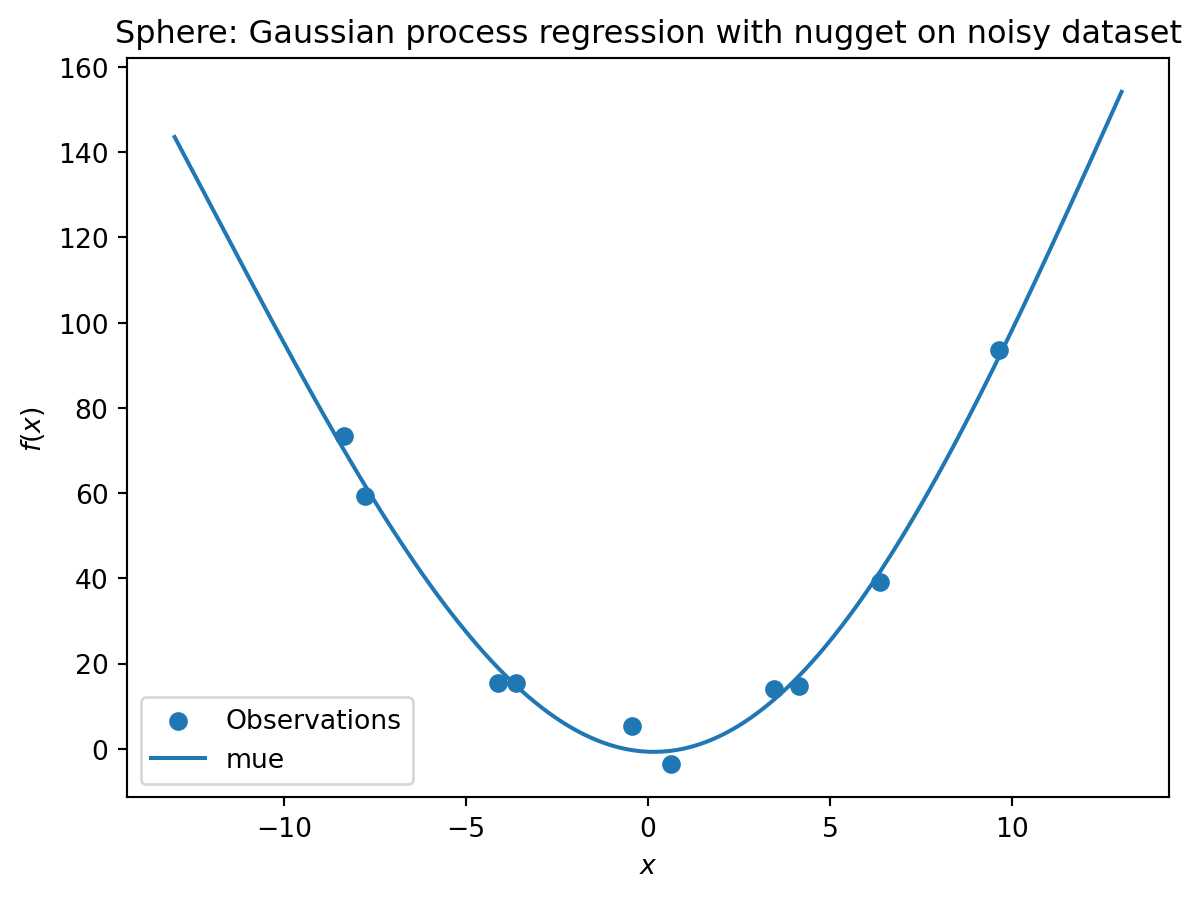 Sphere: Gaussian process regression with nugget on noisy dataset
160
140
120
100
80
60
40
20
0
f(x)
Observations
mue
−10
−5
0
5
10
x